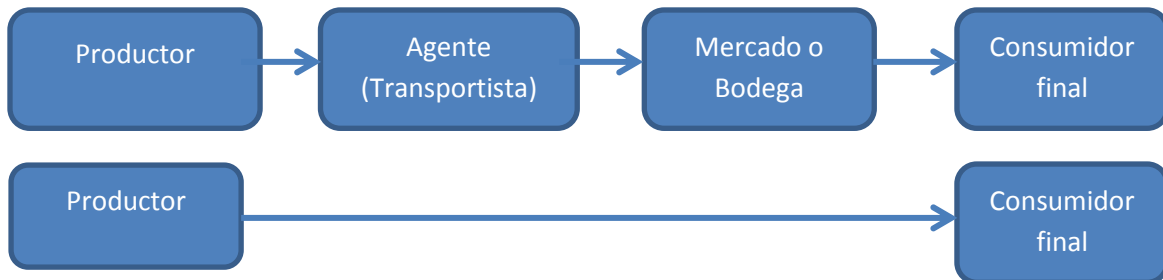 Productor
Agente
(Transportista)
Mercado o
Bodega
Consumidor
final
Productor
Consumidor
final